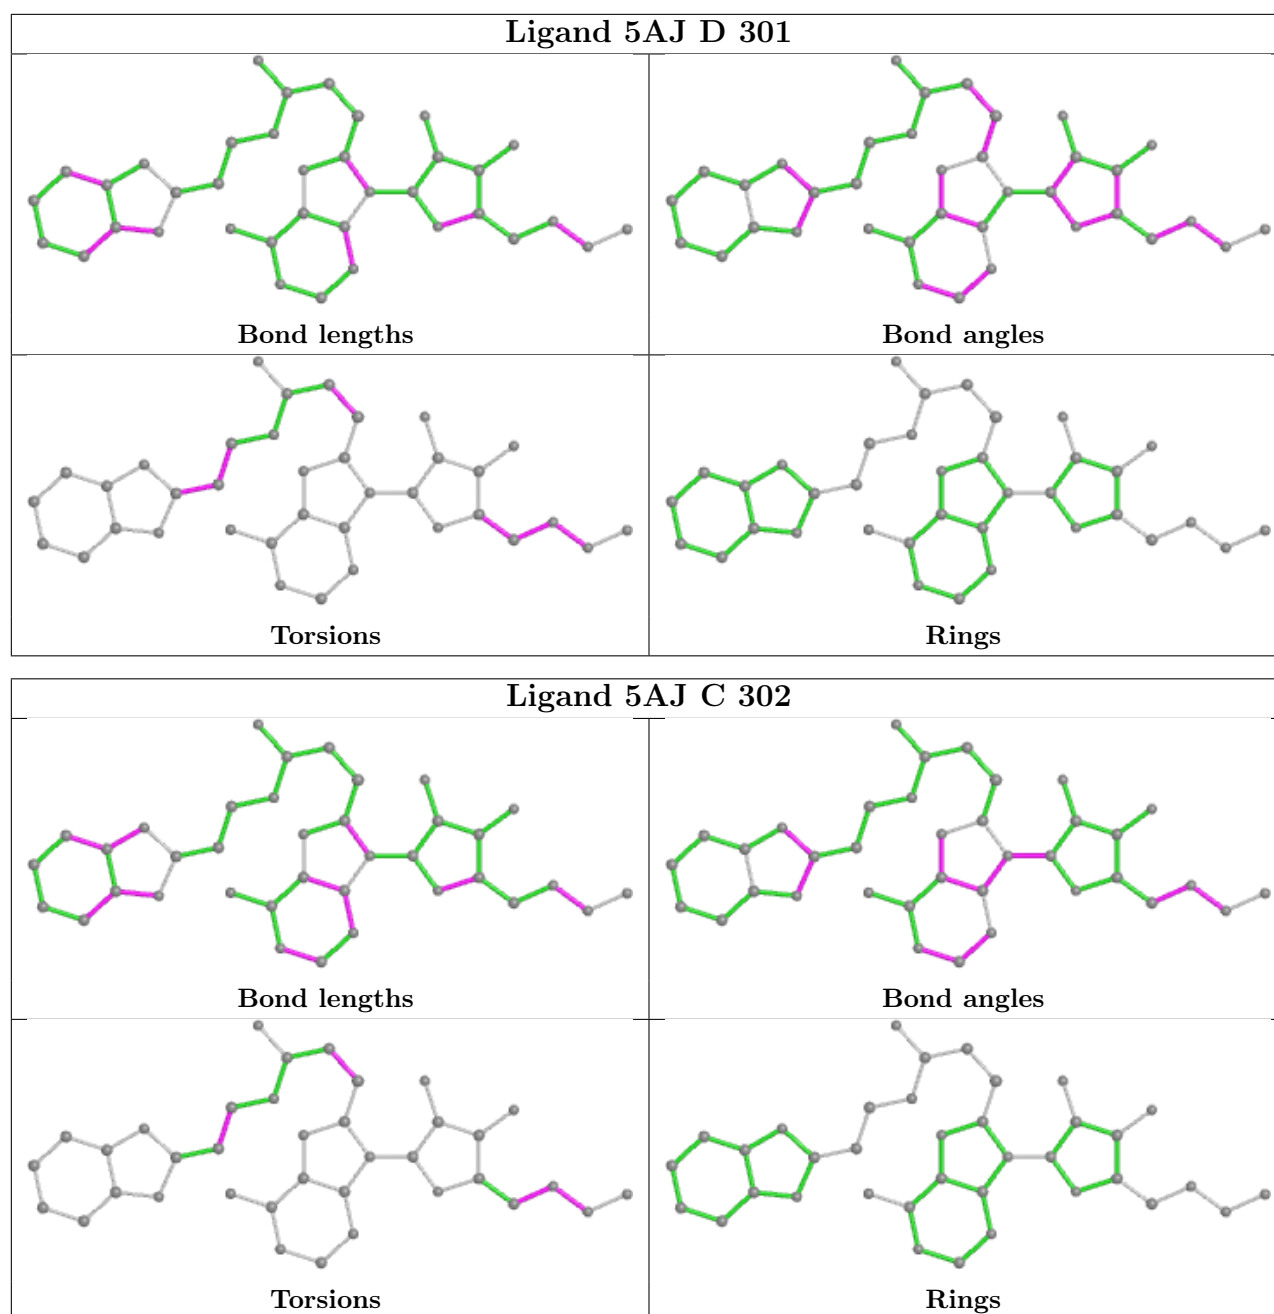 Ligand 5AJ D 301
Bond lengths
Bond angles
Torsions
Rings
Ligand 5AJ C 302
Bond lengths
Bond angles
Torsions
Rings